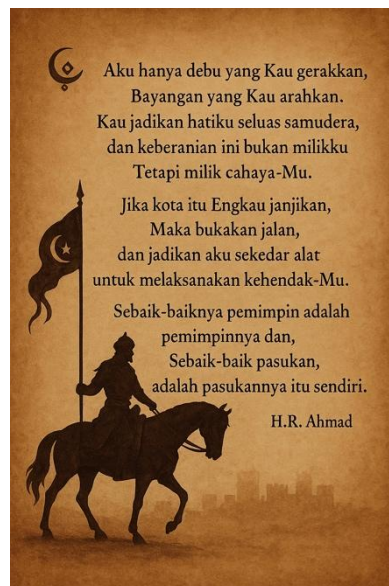 Aku hanya debu yang Kau gerakkan,
Bayangan yang Kau arahkan.
Kau jadikan hatiku seluas samudera,
dan keberanian ini bukan milikku
Tetapi milik cahaya-Mu.
Jika kota itu Engkau janjikan,
Maka bukakan jalan,
dan jadikan aku sekedar alat
untuk melaksanakan kehendak-Mu.
Sebaik-baiknya pemimpin adalah
pemimpinnya dan,
Sebaik-baik pasukan,
adalah pasukannya itu sendiri.
H.R. Ahmad